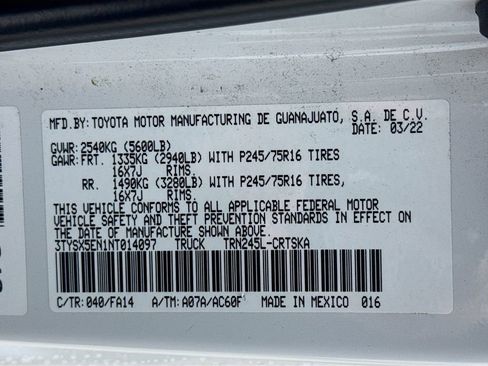 MFD.BY: TOYOTA MOTOR MANUFACTURING DE GUANAJUATO, S.A. DE C.V.
DATE: 03/22
GVWR: 2540KG (5600LB)
GAWR: FRT. 1335KG (2940LB) WITH P245/75R16 TIRES
16X7J RIMS,
RR. 1490KG (3280LB) WITH P245/75R16 TIRES,
16X7J RIMS.
THIS VEHICLE CONFORMS TO ALL APPLICABLE FEDERAL MOTOR
VEHICLE SAFETY AND THEFT PREVENTION STANDARDS IN EFFECT ON
THE DATE OF MANUFACTURE SHOWN ABOVE.
3TYSX5EN1NT014097 TRUCK TRN245L-CRTSKA
C/TR: 040/FA14 A/TM: A07A/AC60F MADE IN MEXICO 016